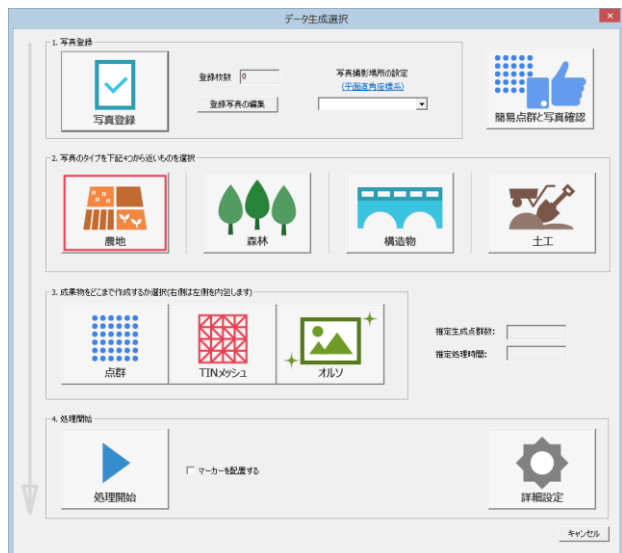 データ生成選択
1. 写真登録
写真登録
登録枚数 0
登録写真の編集
写真撮影場所の設定
(平面直角座標系)
簡易点群と写真確認
2. 写真のタイプを下記4つから近いものを選択
農地
森林
構造物
土工
3. 成果物をどこまで作成するか選択(右側は左側を内包します)
点群
TINメッシュ
オルソ
推定生成点群数:
推定処理時間:
4. 処理開始
処理開始
マーカーを配置する
詳細設定
キャンセル